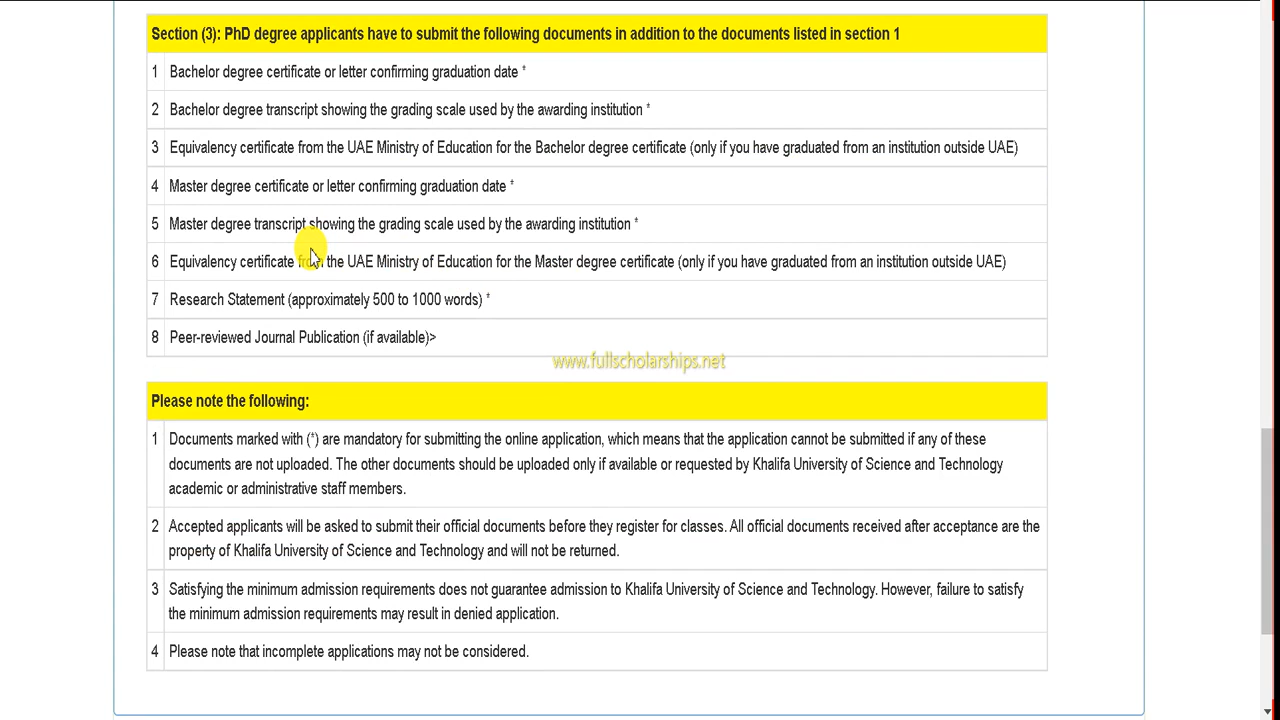 Section (3): PhD degree applicants have to submit the following documents in addition to the documents listed in section 1
1 Bachelor degree certificate or letter confirming graduation date *
2 Bachelor degree transcript showing the grading scale used by the awarding institution *
3 Equivalency certificate from the UAE Ministry of Education for the Bachelor degree certificate (only if you have graduated from an institution outside UAE)
4 Master degree certificate or letter confirming graduation date *
5 Master degree transcript showing the grading scale used by the awarding institution *
6 Equivalency certificate from the UAE Ministry of Education for the Master degree certificate (only if you have graduated from an institution outside UAE)
7 Research Statement (approximately 500 to 1000 words) *
8 Peer-reviewed Journal Publication (if available)>
www.fullscholarships.net
Please note the following:
1 Documents marked with (*) are mandatory for submitting the online application, which means that the application cannot be submitted if any of these
documents are not uploaded. The other documents should be uploaded only if available or requested by Khalifa University of Science and Technology
academic or administrative staff members.
2 Accepted applicants will be asked to submit their official documents before they register for classes. All official documents received after acceptance are the
property of Khalifa University of Science and Technology and will not be returned.
3 Satisfying the minimum admission requirements does not guarantee admission to Khalifa University of Science and Technology. However, failure to satisfy
the minimum admission requirements may result in denied application.
4 Please note that incomplete applications may not be considered.